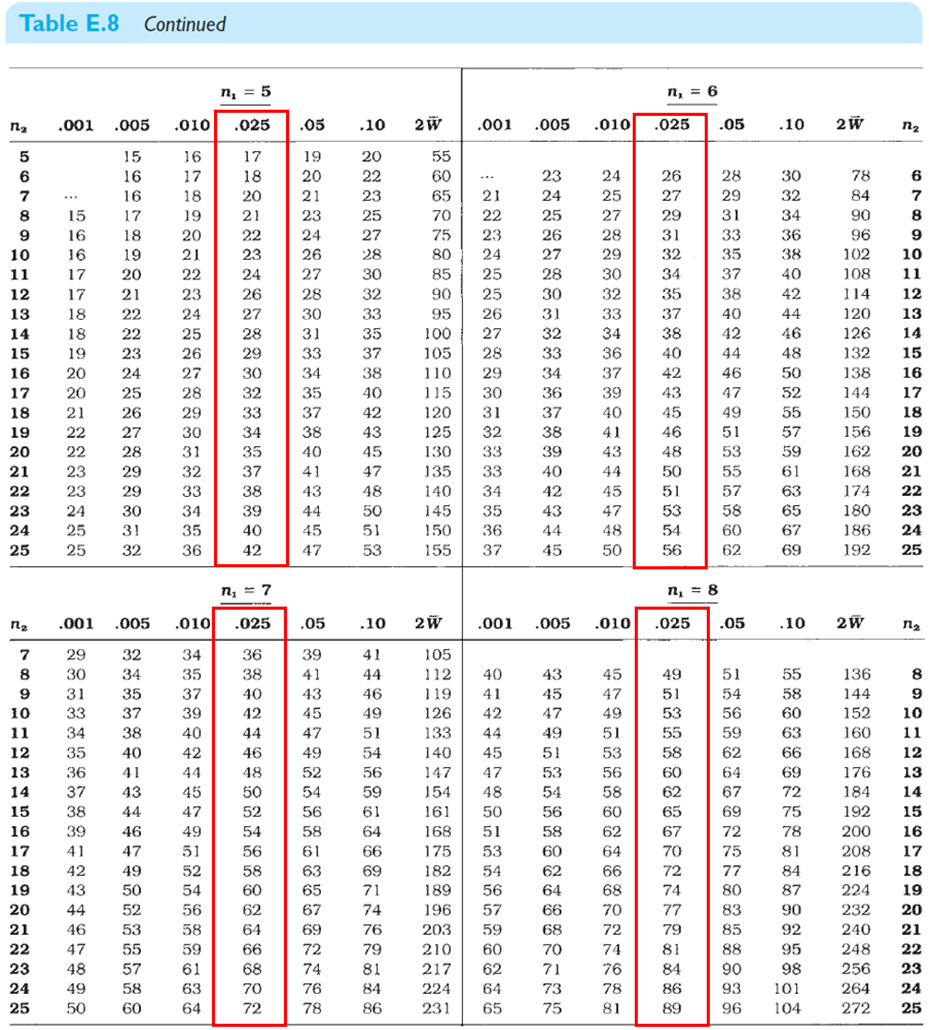 Table E.8 Continued
n₁ = 5 n₁ = 6
n₂ .001 .005 .010 .025 .05 .10 2W̅ .001 .005 .010 .025 .05 .10 2W̅ n₂
5 15 16 17 19 20 55
6 16 17 18 20 22 60 ... 23 24 26 28 30 78 6
7 ... 16 18 20 21 23 65 21 24 25 27 29 32 84 7
8 15 17 19 21 23 25 70 22 25 27 29 31 34 90 8
9 16 18 20 22 24 27 75 23 26 28 31 33 36 96 9
10 16 19 21 23 26 28 80 24 27 29 32 35 38 102 10
11 17 20 22 24 27 30 85 25 28 30 34 37 40 108 11
12 17 21 23 26 28 32 90 25 30 32 35 38 42 114 12
13 18 22 24 27 30 33 95 26 31 33 37 40 44 120 13
14 18 22 25 28 31 35 100 27 32 34 38 42 46 126 14
15 19 23 26 29 33 37 105 28 33 36 40 44 48 132 15
16 20 24 27 30 34 38 110 29 34 37 42 46 50 138 16
17 20 25 28 32 35 40 115 30 36 39 43 47 52 144 17
18 21 26 29 33 37 42 120 31 37 40 45 49 55 150 18
19 22 27 30 34 38 43 125 32 38 41 46 51 57 156 19
20 22 28 31 35 40 45 130 33 39 43 48 53 59 162 20
21 23 29 32 37 41 47 135 33 40 44 50 55 61 168 21
22 23 29 33 38 43 48 140 34 42 45 51 57 63 174 22
23 24 30 34 39 44 50 145 35 43 47 53 58 65 180 23
24 25 31 35 40 45 51 150 36 44 48 54 60 67 186 24
25 25 32 36 42 47 53 155 37 45 50 56 62 69 192 25
n₁ = 7 n₁ = 8
n₂ .001 .005 .010 .025 .05 .10 2W̅ .001 .005 .010 .025 .05 .10 2W̅ n₂
7 29 32 34 36 39 41 105
8 30 34 35 38 41 44 112 40 43 45 49 51 55 136 8
9 31 35 37 40 43 46 119 41 45 47 51 54 58 144 9
10 33 37 39 42 45 49 126 42 47 49 53 56 60 152 10
11 34 38 40 44 47 51 133 44 49 51 55 59 63 160 11
12 35 40 42 46 49 54 140 45 51 53 58 62 66 168 12
13 36 41 44 48 52 56 147 47 53 56 60 64 69 176 13
14 37 43 45 50 54 59 154 48 54 58 62 67 72 184 14
15 38 44 47 52 56 61 161 50 56 60 65 69 75 192 15
16 39 46 49 54 58 64 168 51 58 62 67 72 78 200 16
17 41 47 51 56 61 66 175 53 60 64 70 75 81 208 17
18 42 49 52 58 63 69 182 54 62 66 72 77 84 216 18
19 43 50 54 60 65 71 189 56 64 68 74 80 87 224 19
20 44 52 56 62 67 74 196 57 66 70 77 83 90 232 20
21 46 53 58 64 69 76 203 59 68 72 79 85 92 240 21
22 47 55 59 66 72 79 210 60 70 74 81 88 95 248 22
23 48 57 61 68 74 81 217 62 71 76 84 90 98 256 23
24 49 58 63 70 76 84 224 64 73 78 86 93 101 264 24
25 50 60 64 72 78 86 231 65 75 81 89 96 104 272 25